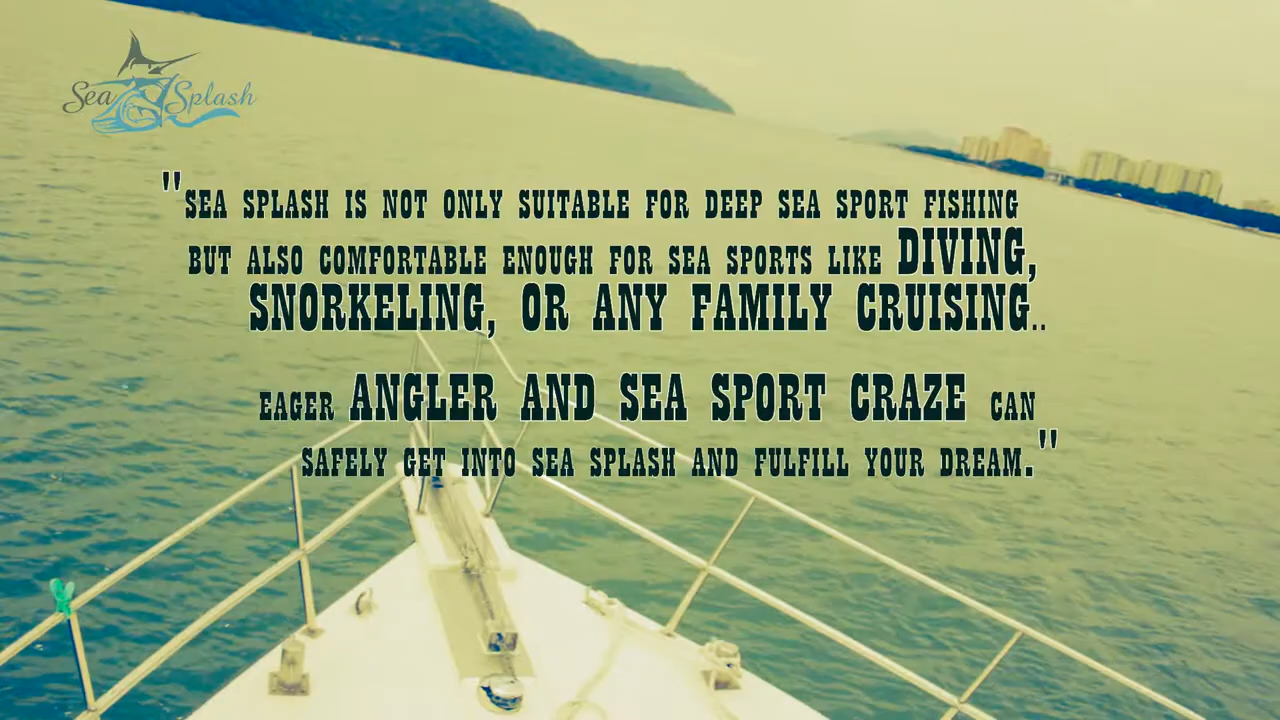 Sea Splash
"SEA SPLASH IS NOT ONLY SUITABLE FOR DEEP SEA SPORT FISHING
BUT ALSO COMFORTABLE ENOUGH FOR SEA SPORTS LIKE DIVING,
SNORKELING, OR ANY FAMILY CRUISING..
EAGER ANGLER AND SEA SPORT CRAZE CAN
SAFELY GET INTO SEA SPLASH AND FULFILL YOUR DREAM."